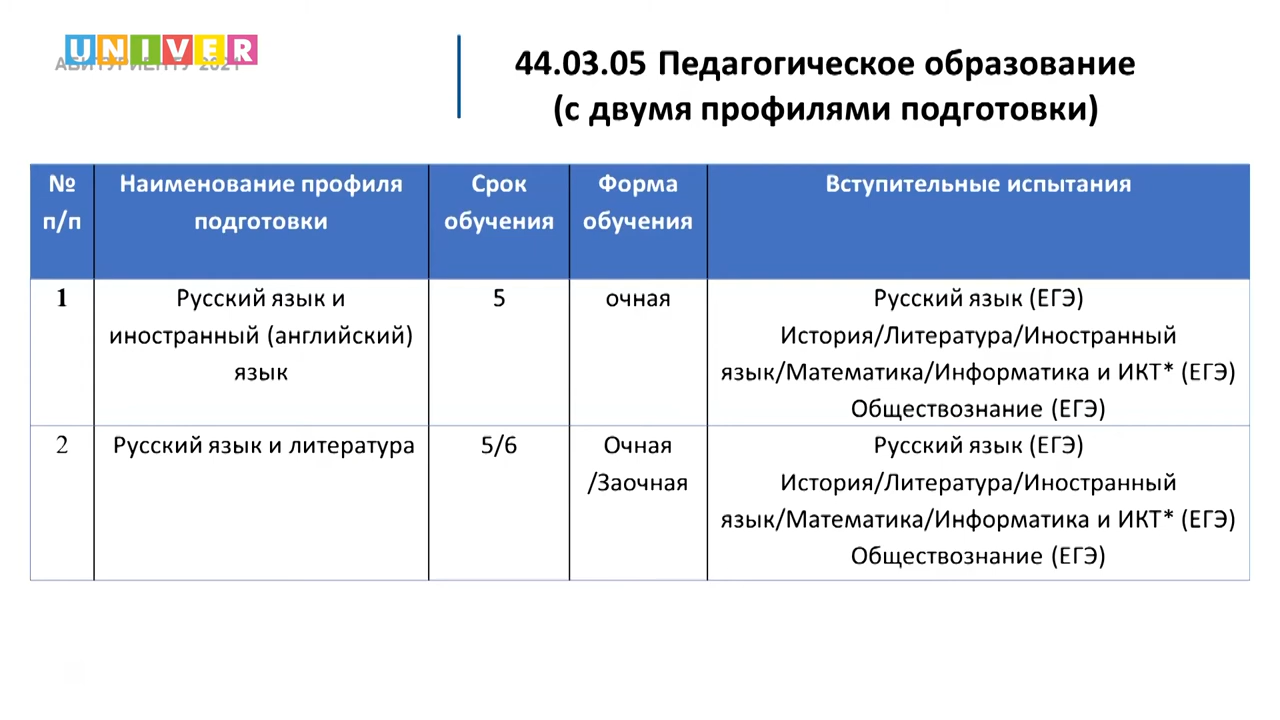 UNIVER
АБИТУРИЕНТУ 2021
44.03.05 Педагогическое образование
(с двумя профилями подготовки)
№ п/п
Наименование профиля
подготовки
Срок
обучения
Форма
обучения
Вступительные испытания
1
Русский язык и
иностранный (английский)
язык
5
очная
Русский язык (ЕГЭ)
История/Литература/Иностранный
язык/Математика/Информатика и ИКТ* (ЕГЭ)
Обществознание (ЕГЭ)
2
Русский язык и литература
5/6
Очная
/Заочная
Русский язык (ЕГЭ)
История/Литература/Иностранный
язык/Математика/Информатика и ИКТ* (ЕГЭ)
Обществознание (ЕГЭ)